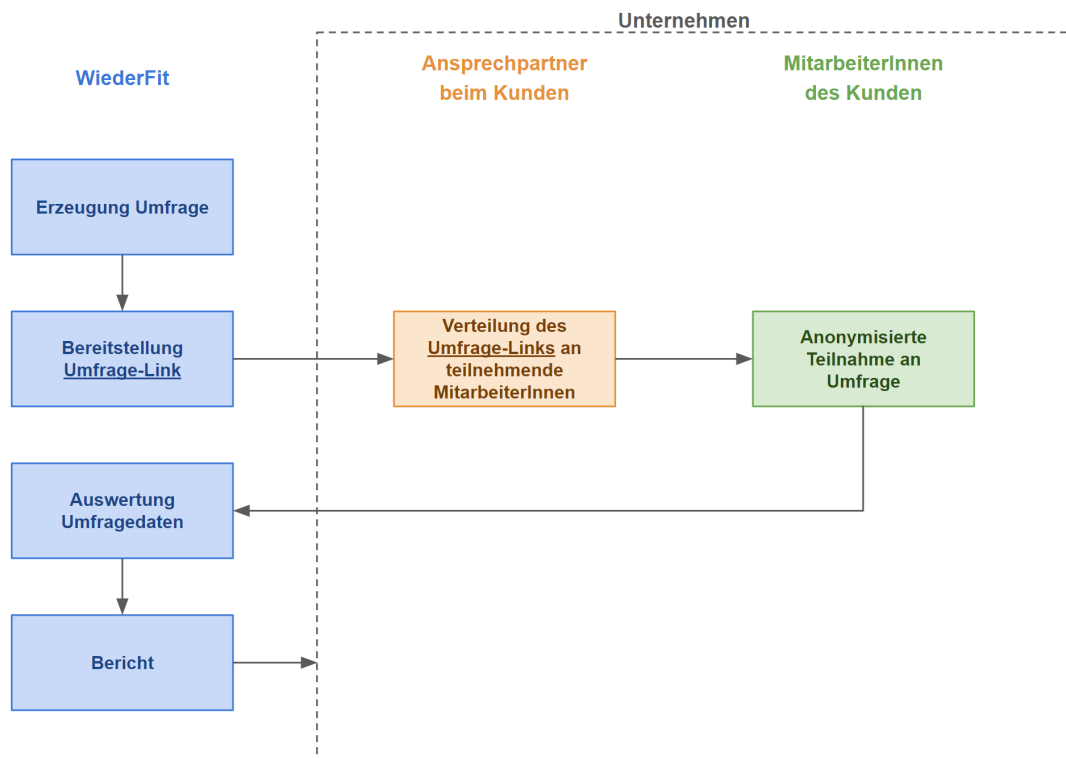 Unternehmen
WiederFit
Ansprechpartner
beim Kunden
MitarbeiterInnen
des Kunden
Erzeugung Umfrage
Bereitstellung
Umfrage-Link
Verteilung des
Umfrage-Links an
teilnehmende
MitarbeiterInnen
Anonymisierte
Teilnahme an
Umfrage
Auswertung
Umfragedaten
Bericht